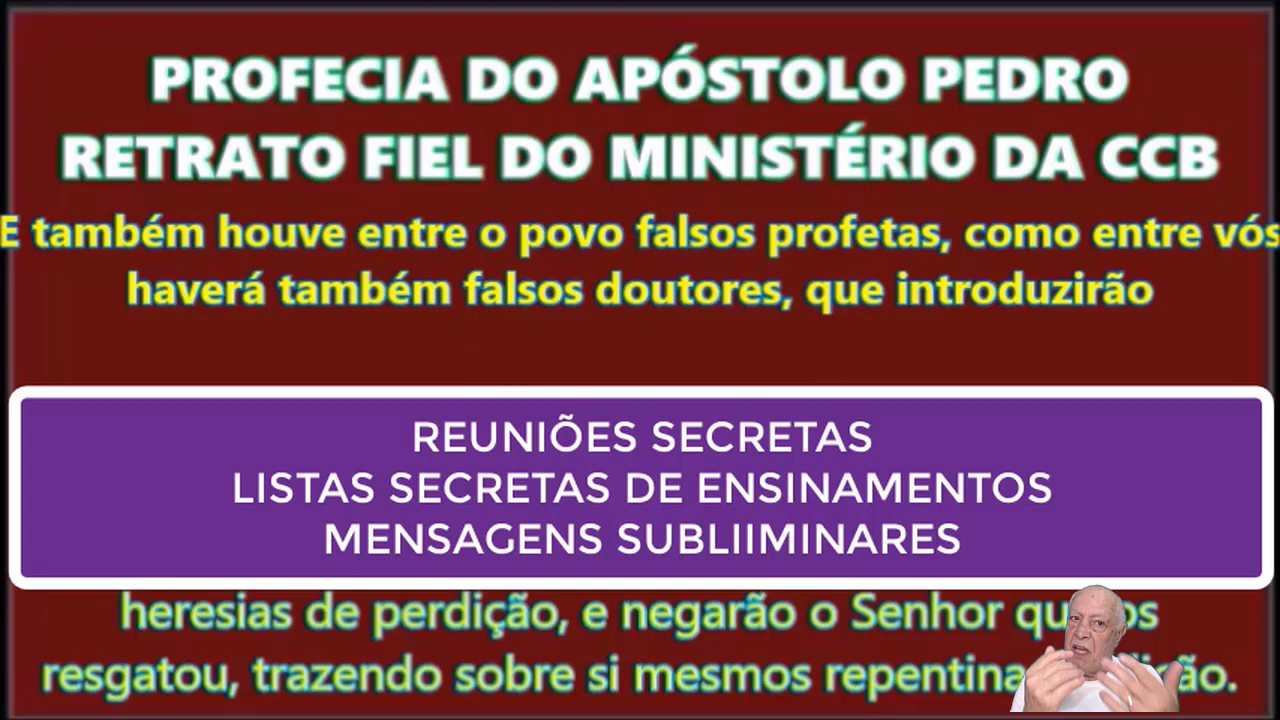 PROFECIA DO APÓSTOLO PEDRO
RETRATO FIEL DO MINISTÉRIO DA CCB
E também houve entre o povo falsos profetas, como entre vós
haverá também falsos doutores, que introduzirão
REUNIÕES SECRETAS
LISTAS SECRETAS DE ENSINAMENTOS
MENSAGENS SUBLIIMINARES
heresias de perdição, e negarão o Senhor
resgatou, trazendo sobre si mesmos